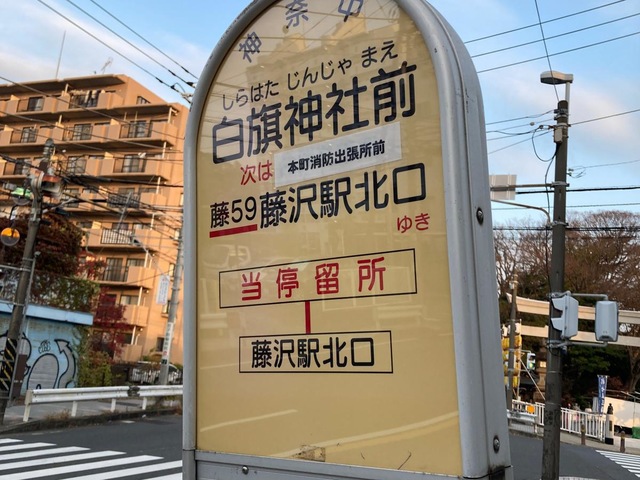 神奈中
しらはた じんじゃ まえ
白旗神社前
次は 本町消防出張所前
藤59 藤沢駅北口
ゆき
当停留所
藤沢駅北口